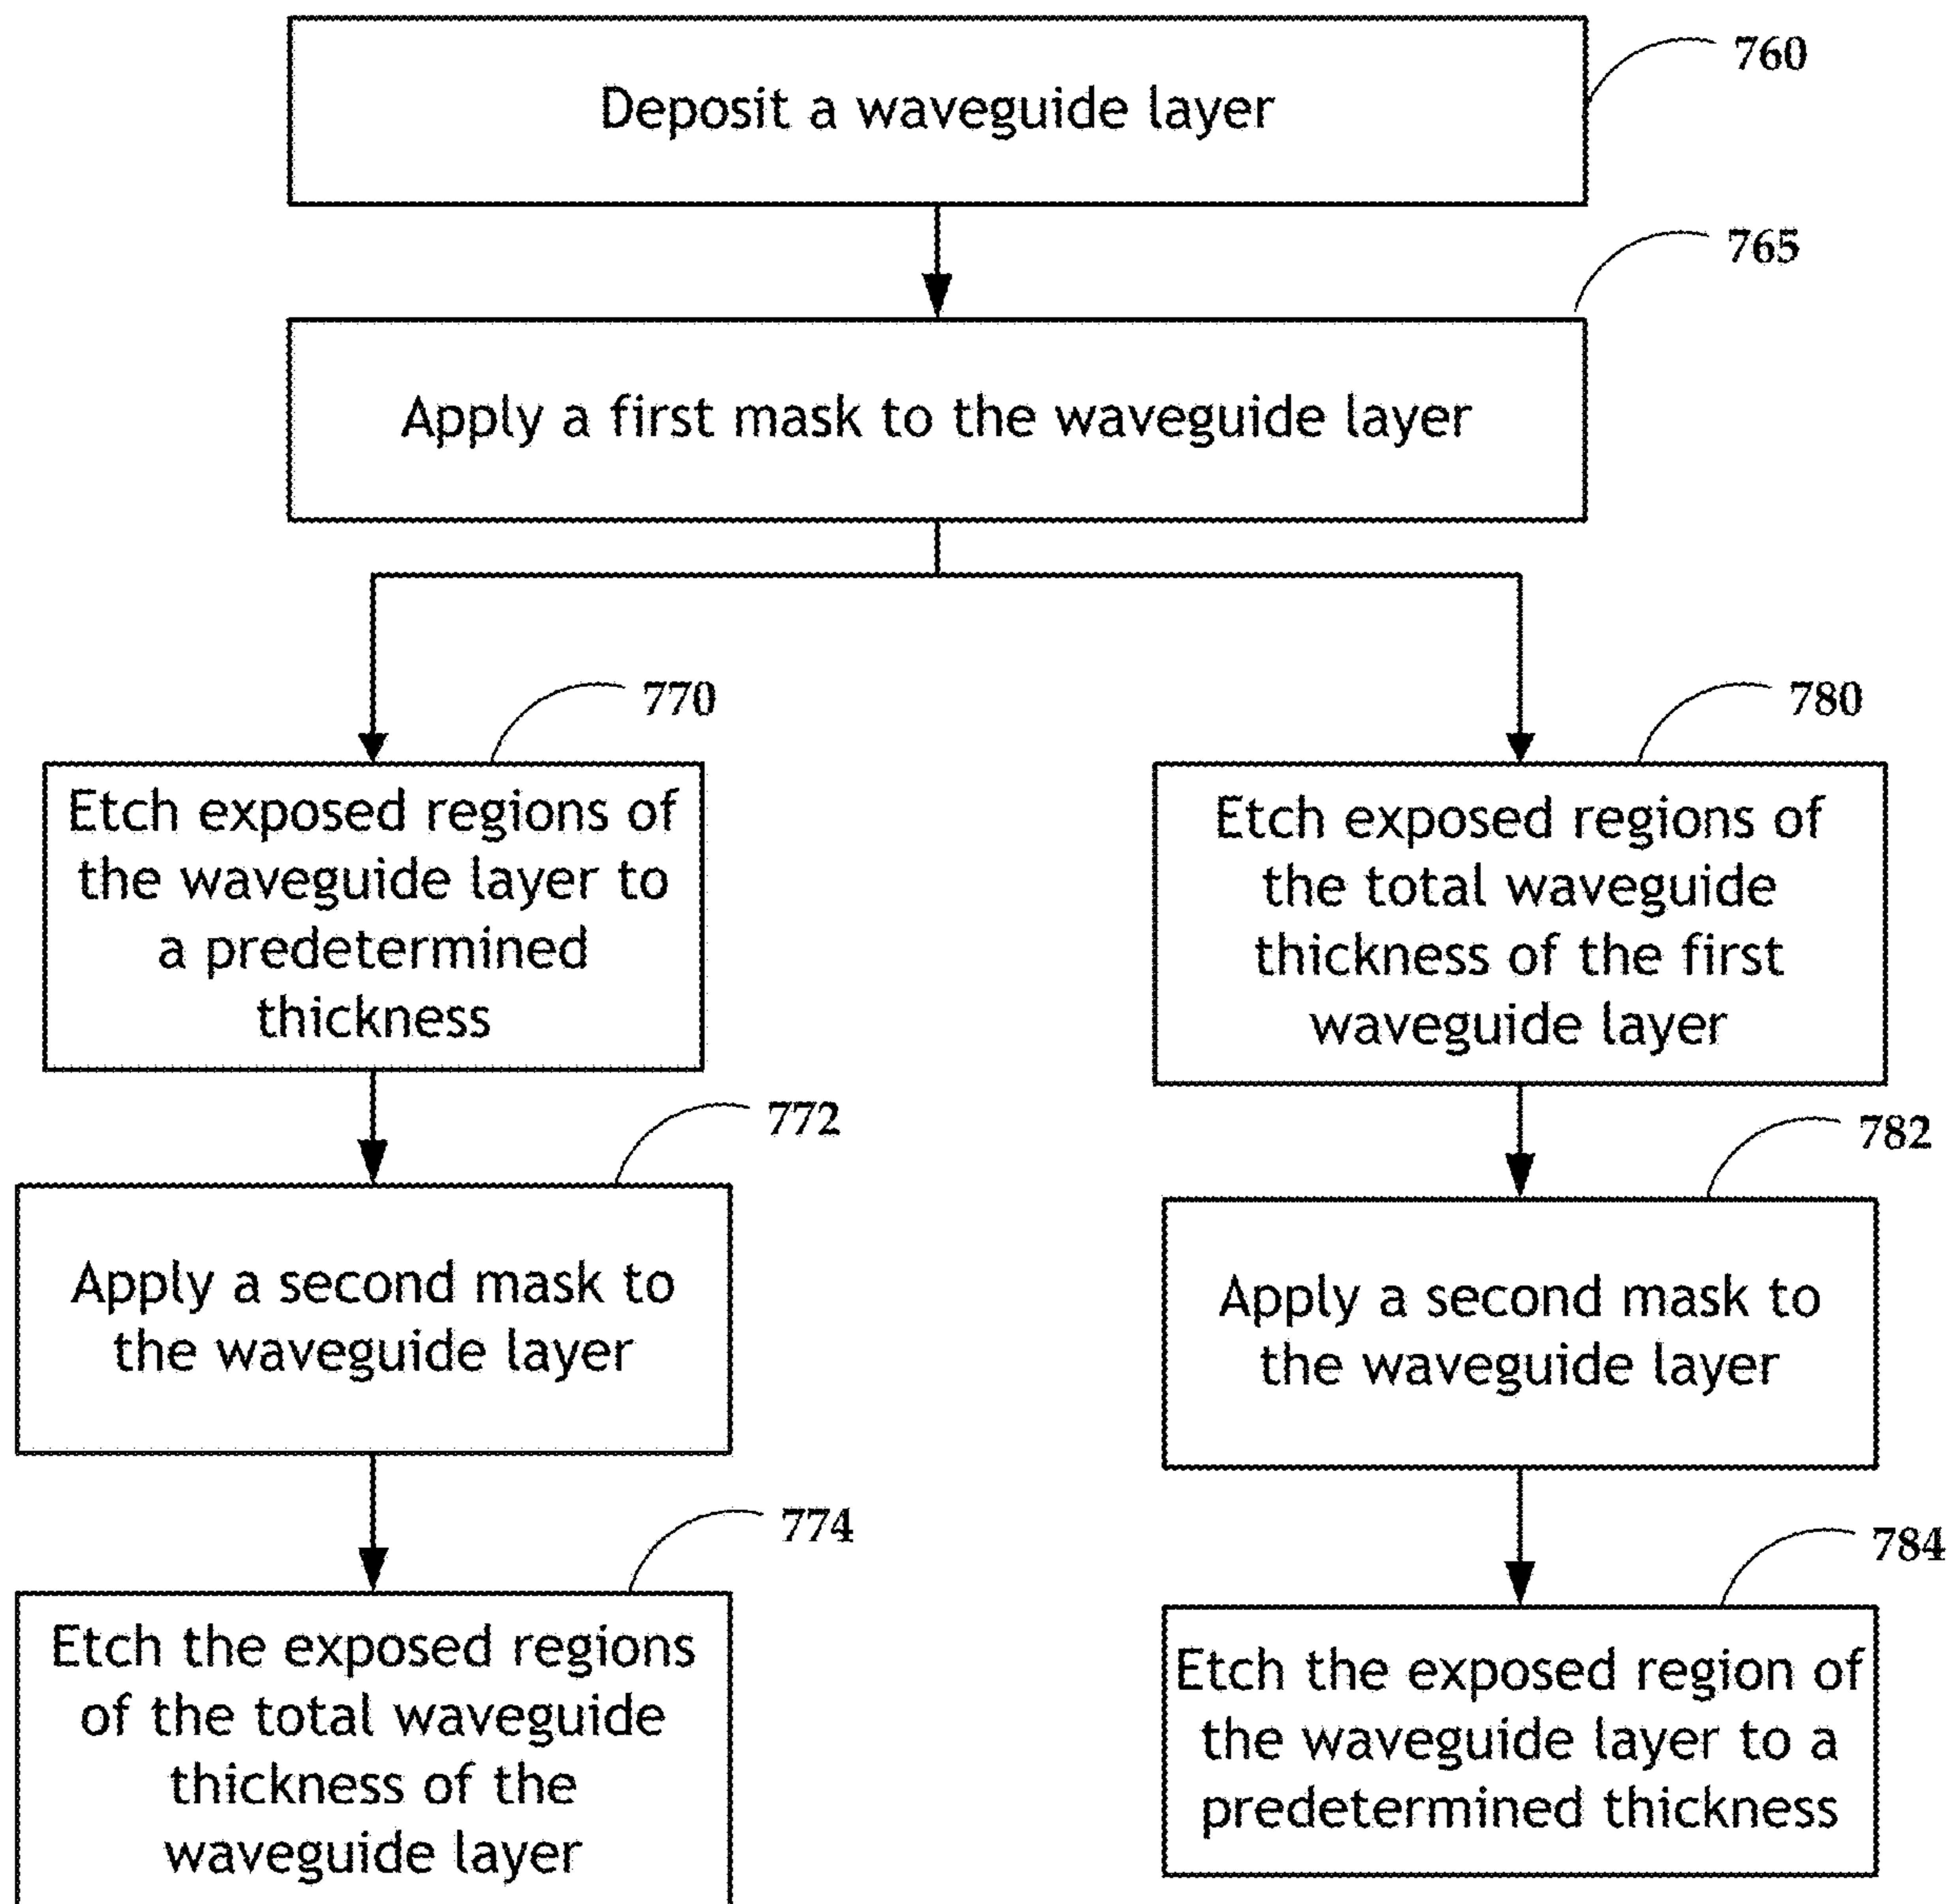 760
Deposit a waveguide layer
765
Apply a first mask to the waveguide layer
770
Etch exposed regions of
the waveguide layer to
a predetermined
thickness
772
Apply a second mask to
the waveguide layer
774
Etch the exposed regions
of the total waveguide
thickness of the
waveguide layer
780
Etch exposed regions of
the total waveguide
thickness of the first
waveguide layer
782
Apply a second mask to
the waveguide layer
784
Etch the exposed region of
the waveguide layer to a
predetermined thickness